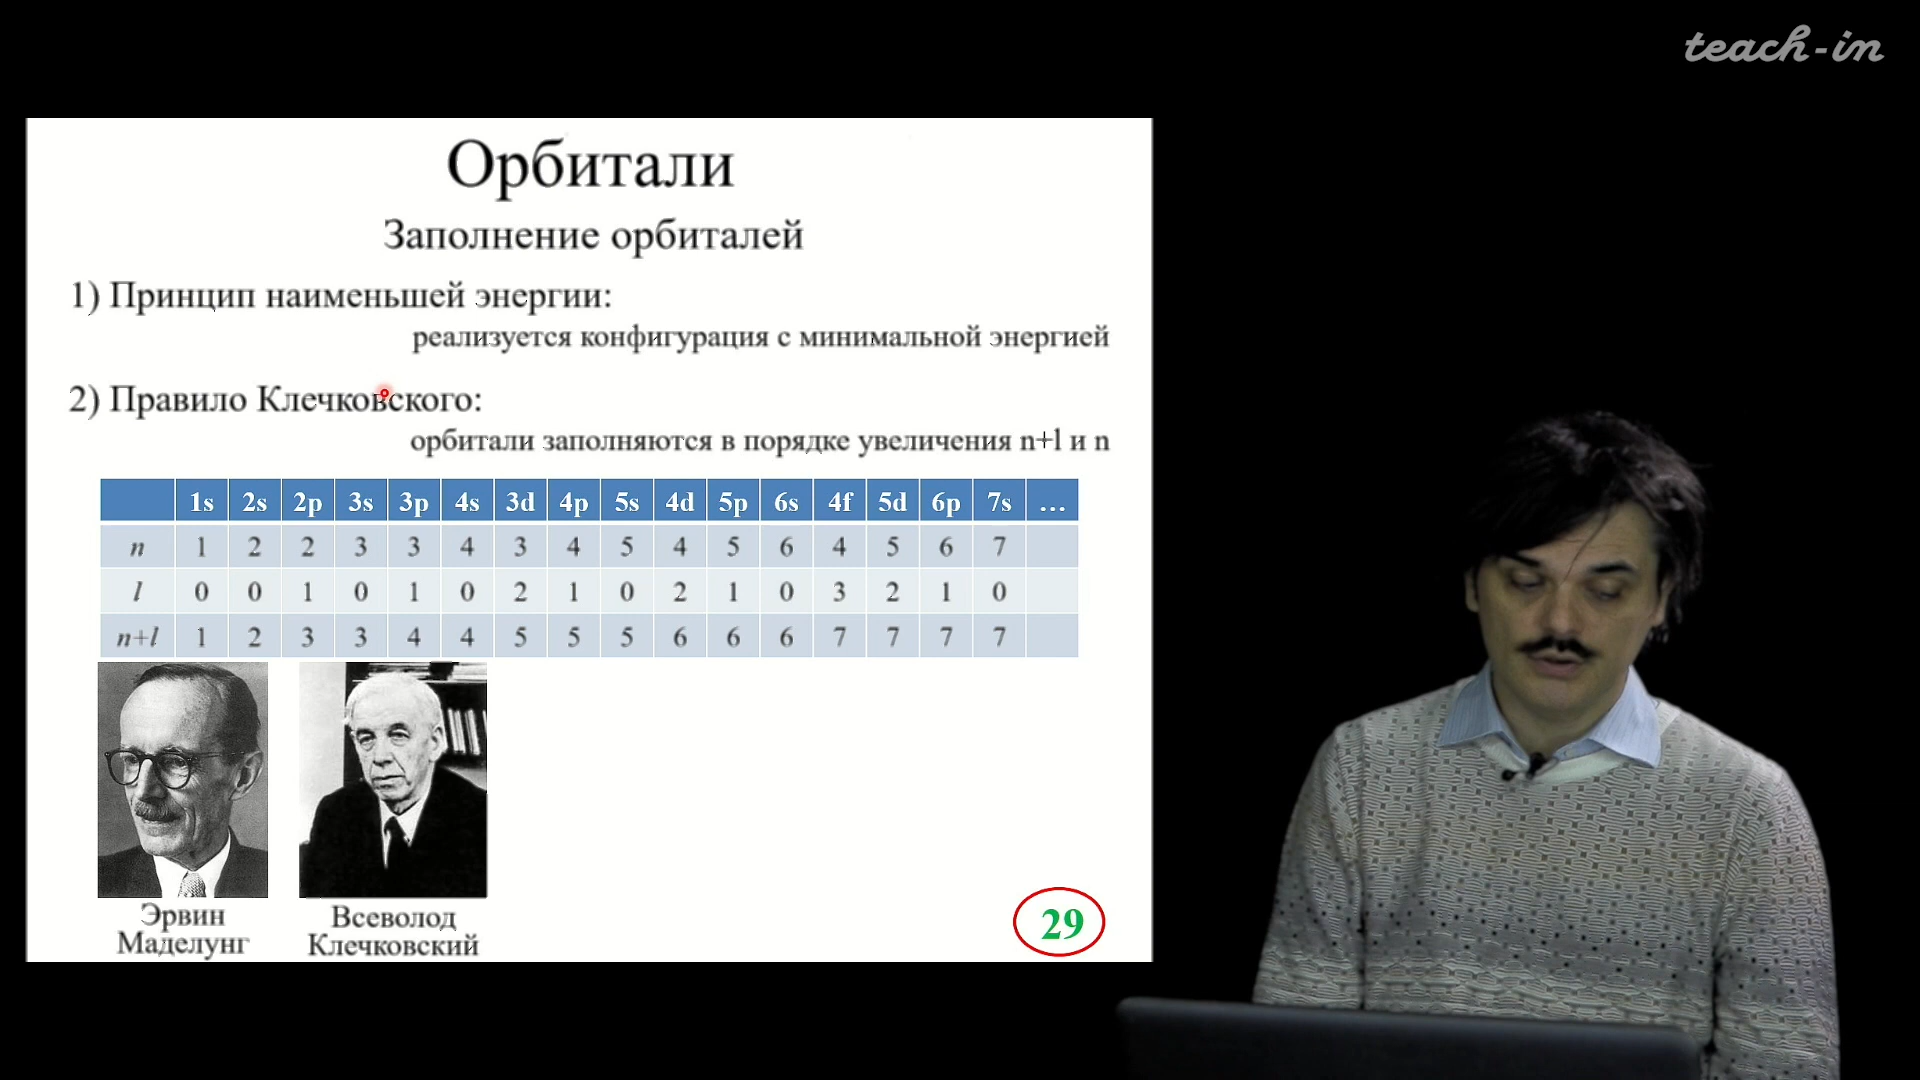 teach-in
Орбитали
Заполнение орбиталей
1) Принцип наименьшей энергии:
реализуется конфигурация с минимальной энергией
2) Правило Клечковского:
орбитали заполняются в порядке увеличения n+l и n
1s 2s 2p 3s 3p 4s 3d 4p 5s 4d 5p 6s 4f 5d 6p 7s …
n 1 2 2 3 3 4 3 4 5 4 5 6 4 5 6 7
l 0 0 1 0 1 0 2 1 0 2 1 0 3 2 1 0
n+l 1 2 3 3 4 4 5 5 5 6 6 6 7 7 7 7
Эрвин
Маделунг
Всеволод
Клечковский
29